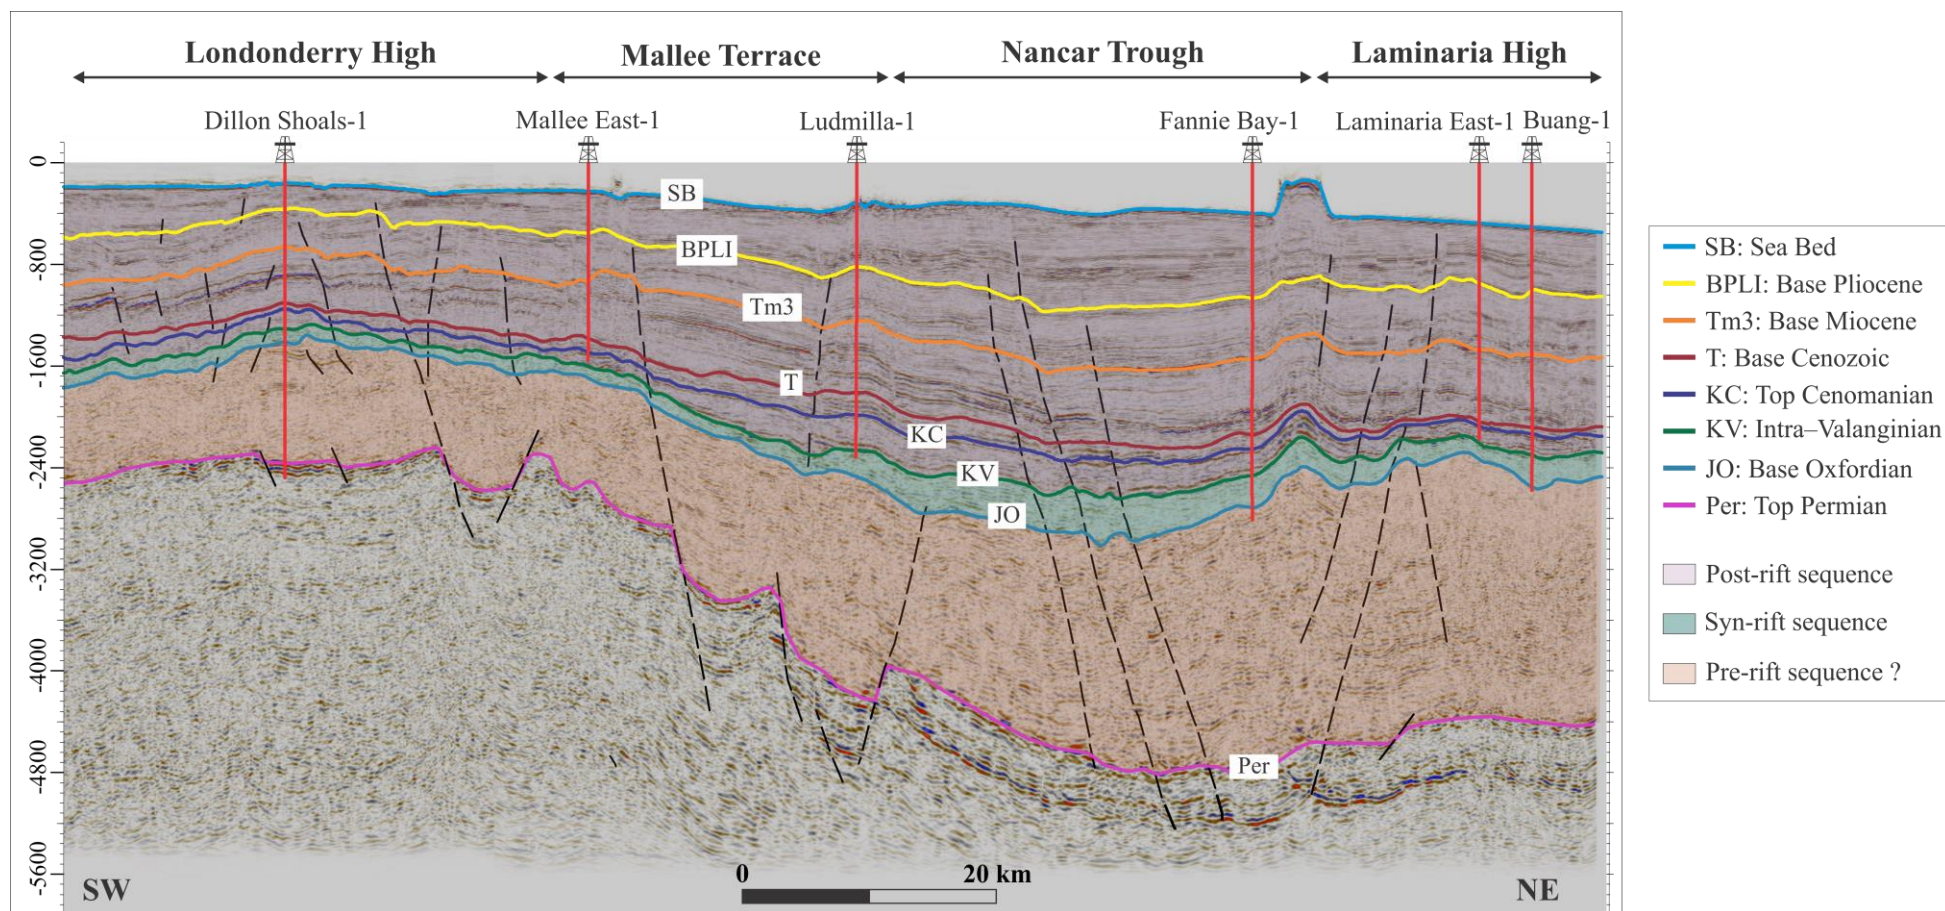 Londonderry High
Mallee Terrace
Nancar Trough
Laminaria High
Dillon Shoals-1
Mallee East-1
Ludmilla-1
Fannie Bay-1
Laminaria East-1
Buang-1
0
-800
-1600
-2400
-3200
-4000
-4800
-5600
SB
BPLI
Tm3
T
KC
KV
JO
Per
SW
0
20 km
NE
SB: Sea Bed
BPLI: Base Pliocene
Tm3: Base Miocene
T: Base Cenozoic
KC: Top Cenomanian
KV: Intra–Valanginian
JO: Base Oxfordian
Per: Top Permian
Post-rift sequence
Syn-rift sequence
Pre-rift sequence ?